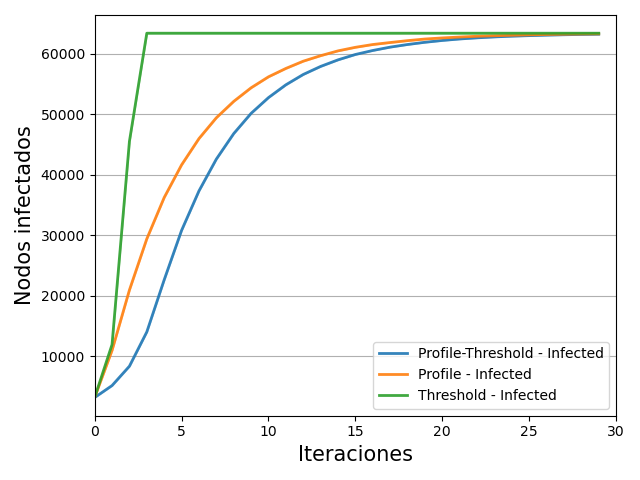 60000
50000
40000
30000
20000
10000
Nodos infectados
Profile-Threshold - Infected
Profile - Infected
Threshold - Infected
0 5 10 15 20 25 30
Iteraciones